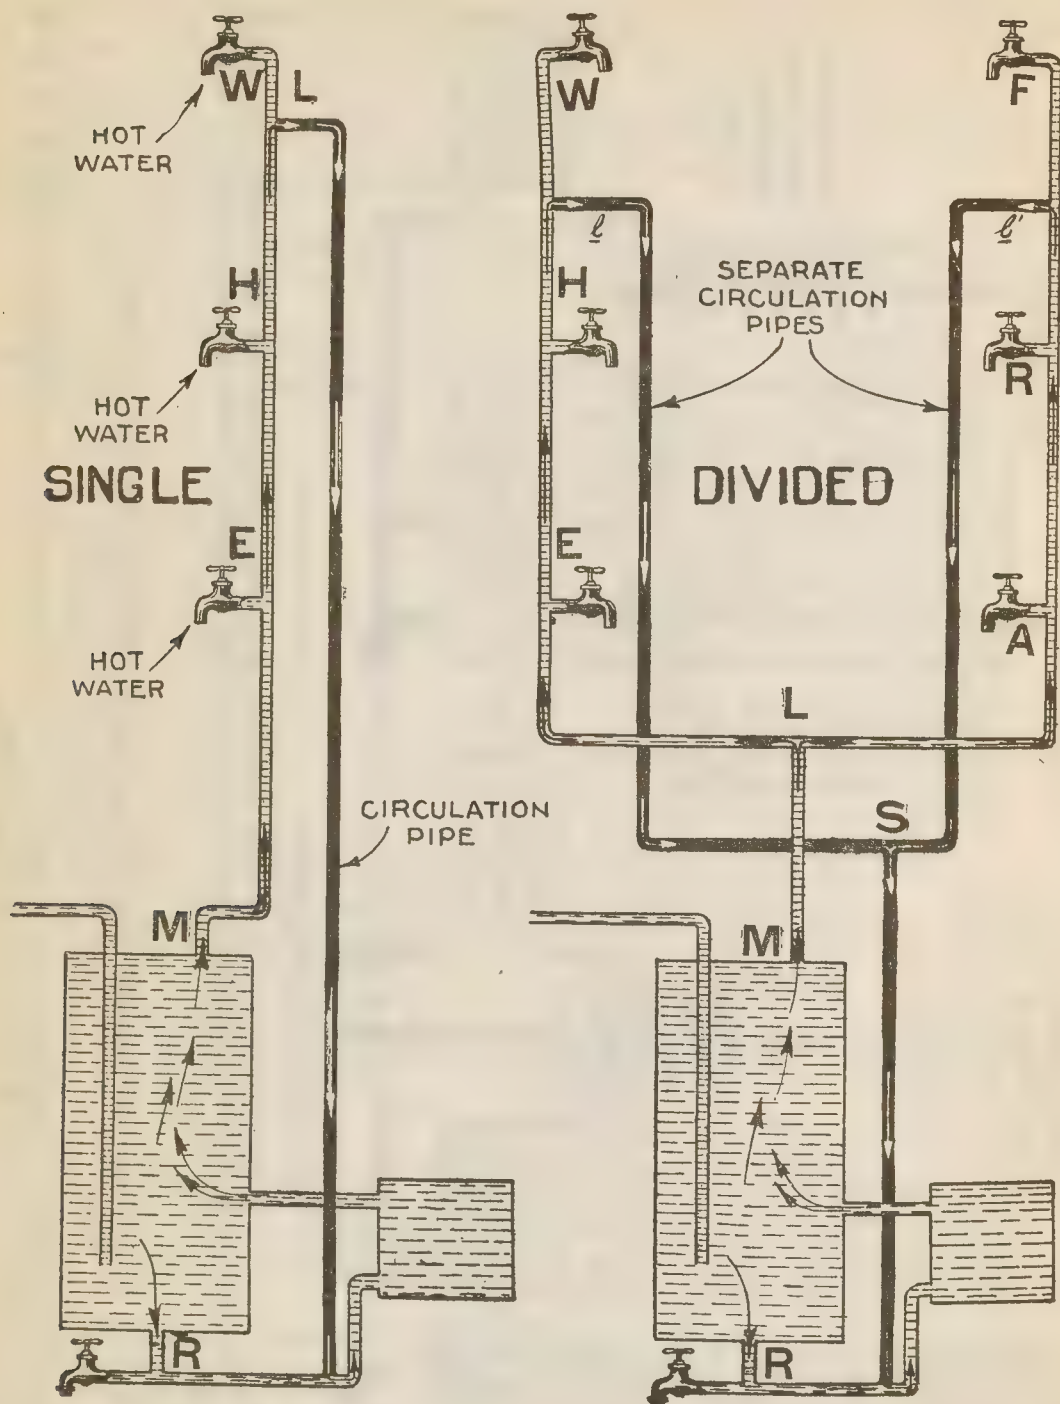 W
L
HOT
WATER
H
HOT
WATER
SINGLE
E
HOT
WATER
CIRCULATION
PIPE
M
R
W
F
l
l'
H
SEPARATE
CIRCULATION
PIPES
R
DIVIDED
E
A
L
S
M
R